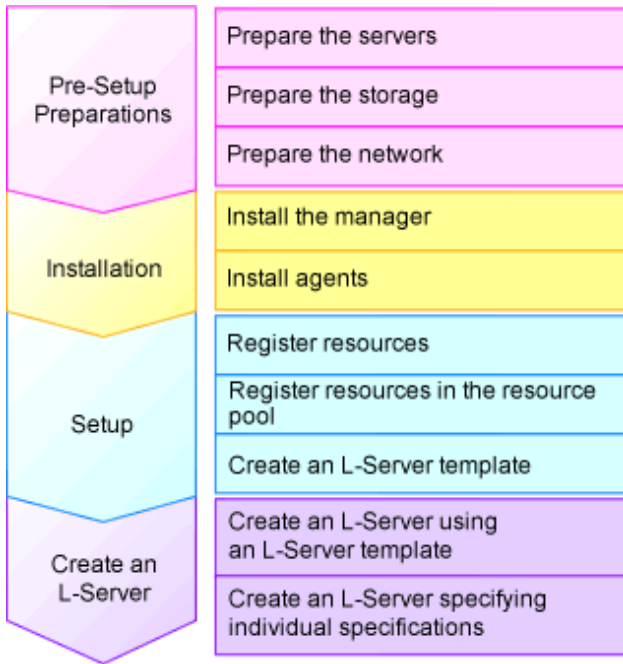 Pre-Setup
Preparations
Prepare the servers
Prepare the storage
Prepare the network
Installation
Install the manager
Install agents
Setup
Register resources
Register resources in the resource
pool
Create an L-Server template
Create an
L-Server
Create an L-Server using
an L-Server template
Create an L-Server specifying
individual specifications